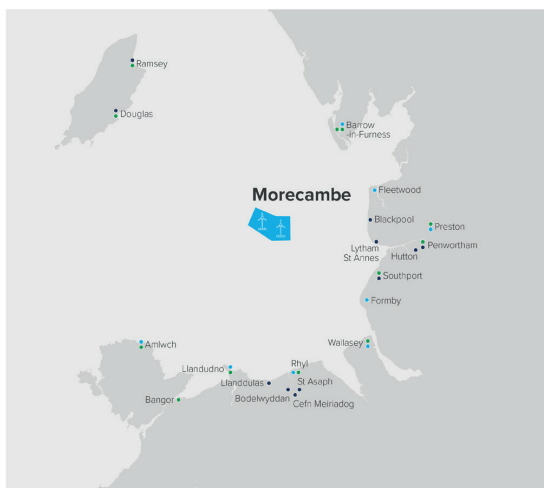 Ramsey
Douglas
Barrow
-in-Furness
Morecambe
Fleetwood
Blackpool
Preston
Lytham
St Annes
Penwortham
Hutton
Southport
Formby
Wallasey
Amlwch
Llandudno
Rhyl
Llanddulas
St Asaph
Bodelwyddan
Cefn Meiriadog
Bangor